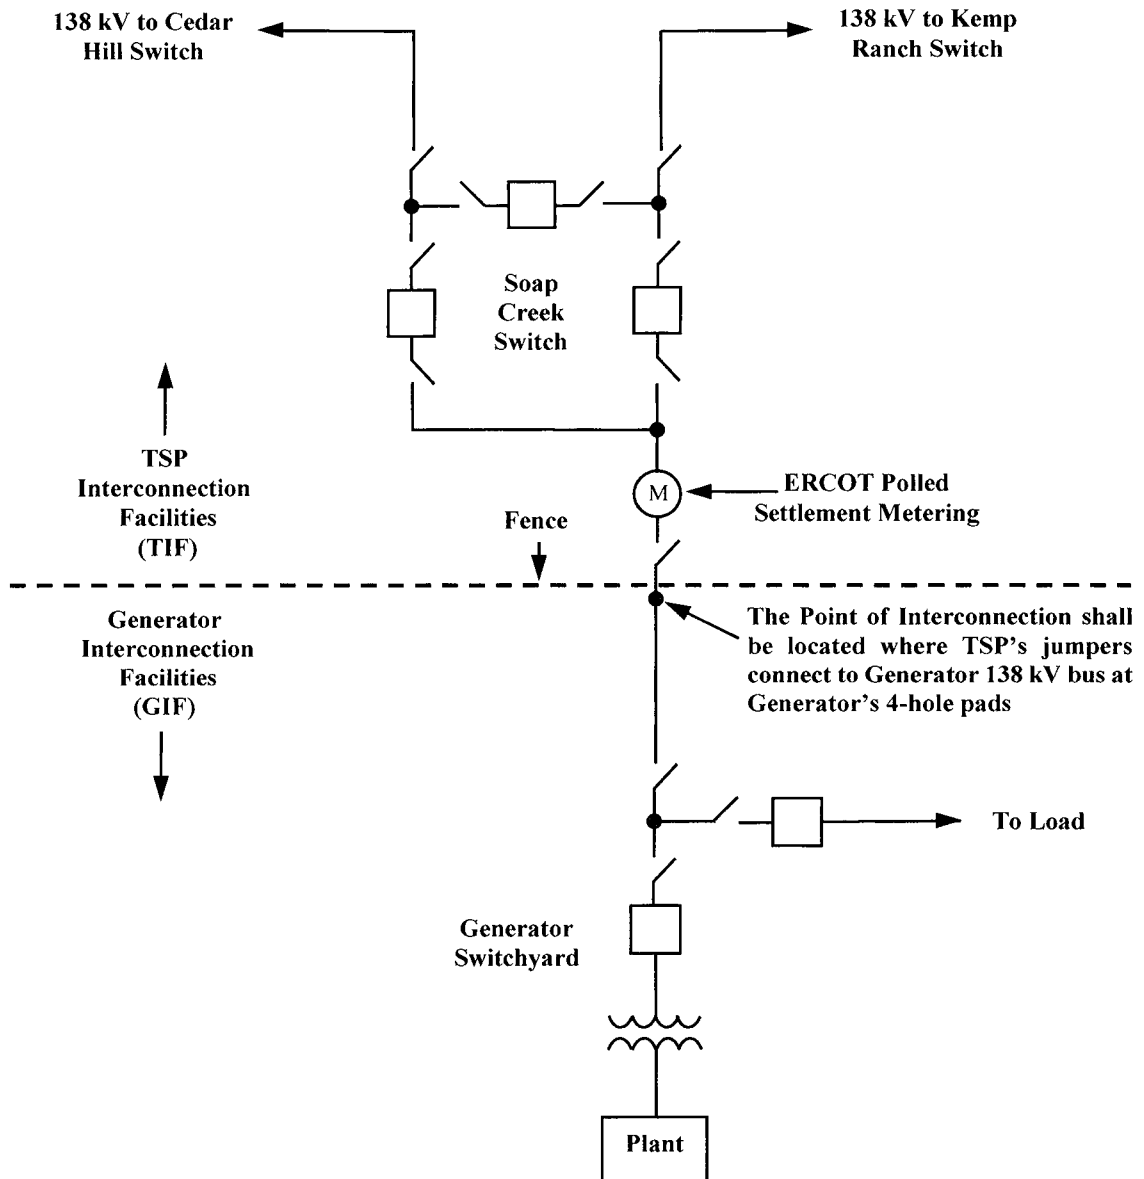 138 kV to Cedar
Hill Switch
138 kV to Kemp
Ranch Switch
Soap
Creek
Switch
TSP
Interconnection
Facilities
(TIF)
M
ERCOT Polled
Settlement Metering
Fence
Generator
Interconnection
Facilities
(GIF)
The Point of Interconnection shall
be located where TSP's jumpers
connect to Generator 138 kV bus at
Generator's 4-hole pads
To Load
Generator
Switchyard
Plant